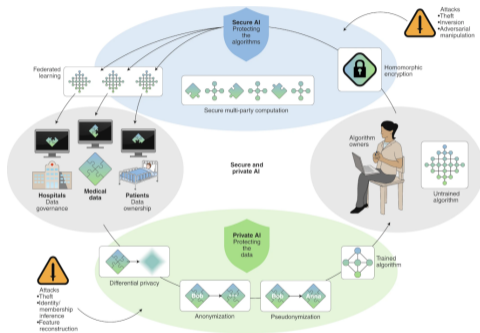 Secure AI
Protecting
the
algorithms
Attacks
•Theft
•Inversion
•Adversarial
manipulation
Federated
learning
Homomorphic
encryption
Secure multi-party computation
Algorithm
owners
Hospitals
Data
governance
Medical
data
Patients
Data
ownership
Secure and
private AI
Untrained
algorithm
Private AI
Protecting
the
data
Attacks
•Theft
•Identity/
membership
inference
•Feature
reconstruction
Differential privacy
Trained
algorithm
Bob
Bob
Anna
Anonymization
Pseudonymization